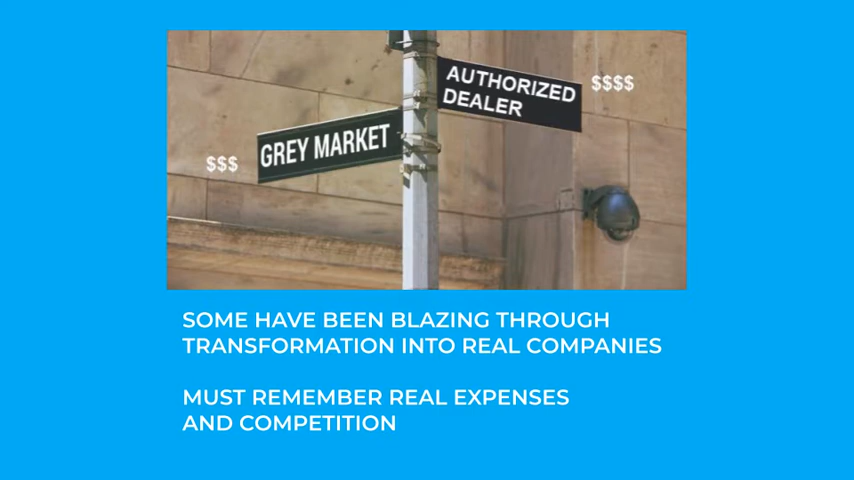 AUTHORIZED
DEALER
$$$$
GREY MARKET
$$$
SOME HAVE BEEN BLAZING THROUGH
TRANSFORMATION INTO REAL COMPANIES
MUST REMEMBER REAL EXPENSES
AND COMPETITION